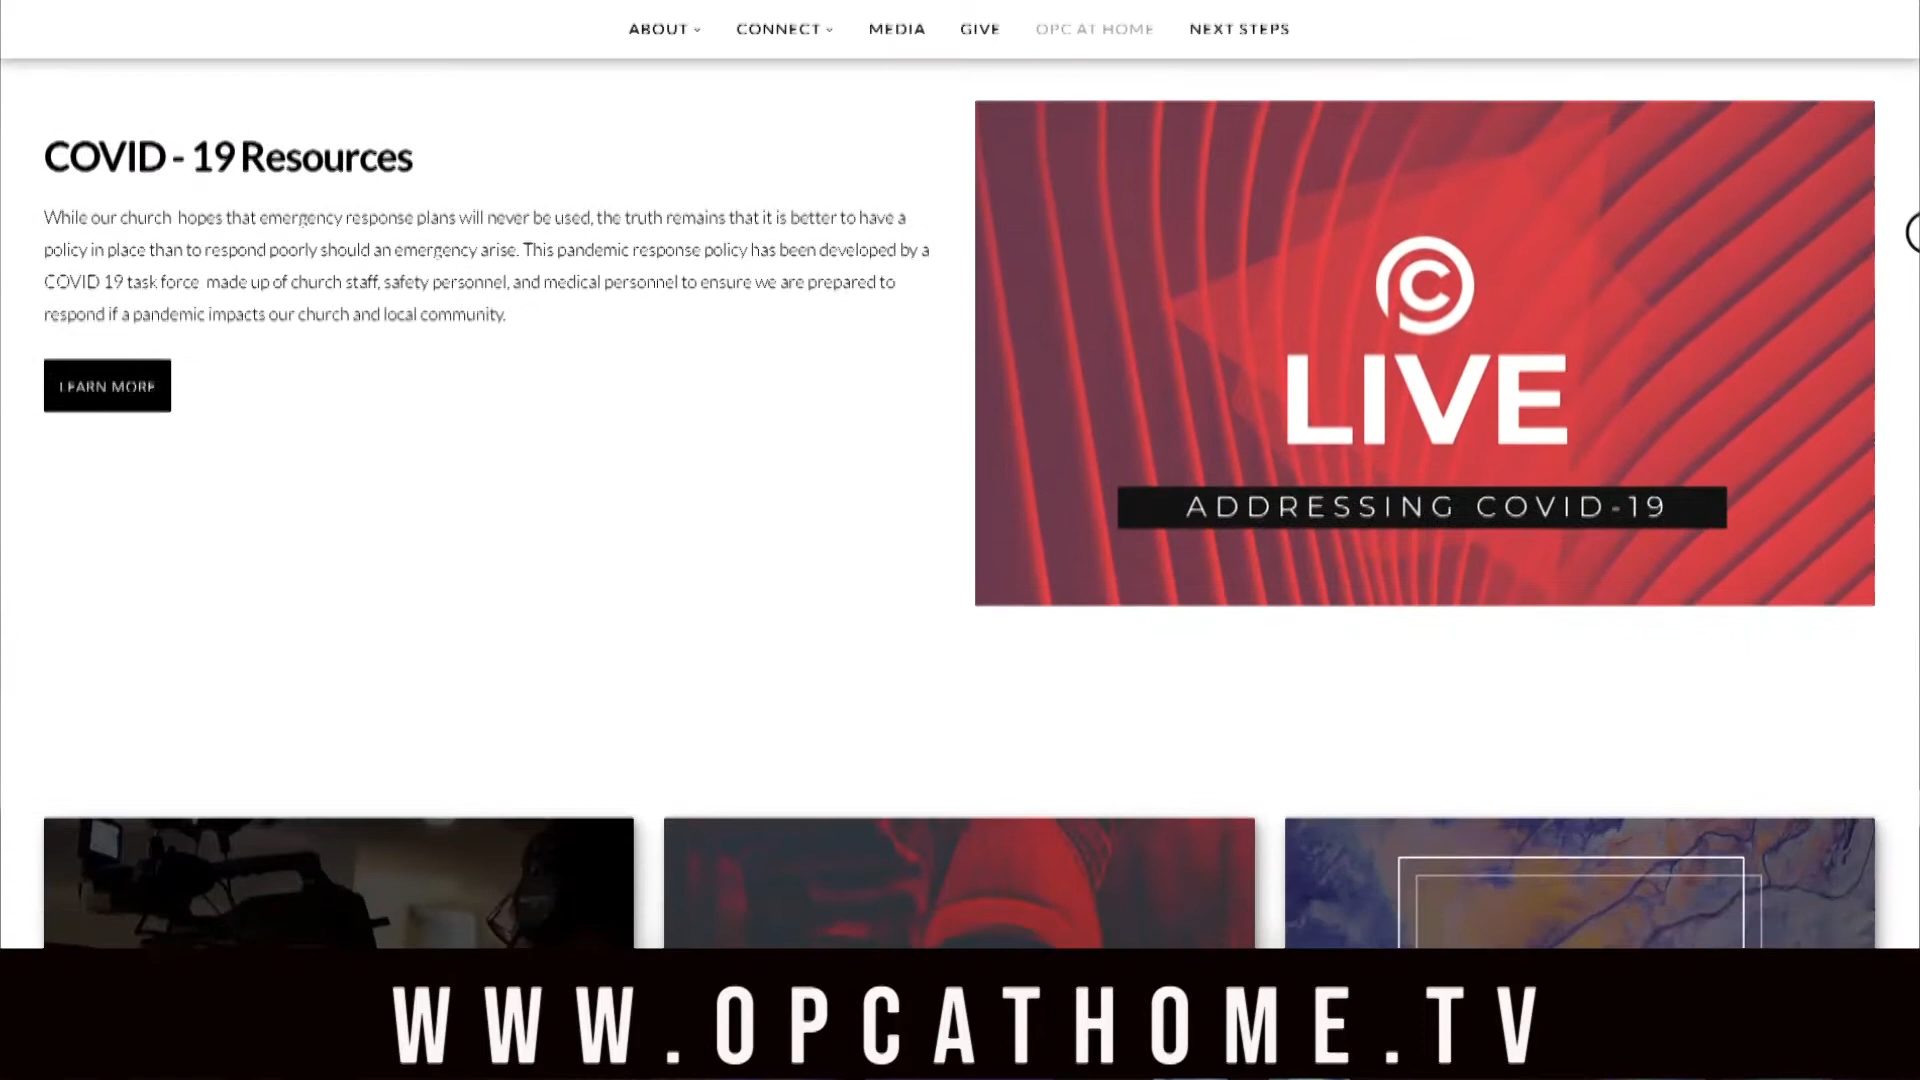 ABOUT CONNECT MEDIA GIVE OPC AT HOME NEXT STEPS
COVID - 19 Resources
While our church hopes that emergency response plans will never be used, the truth remains that it is better to have a
policy in place than to respond poorly should an emergency arise. This pandemic response policy has been developed by a
COVID 19 task force made up of church staff, safety personnel, and medical personnel to ensure we are prepared to
respond if a pandemic impacts our church and local community.
LEARN MORE
LIVE
ADDRESSING COVID-19
WWW.OPCATHOME.TV